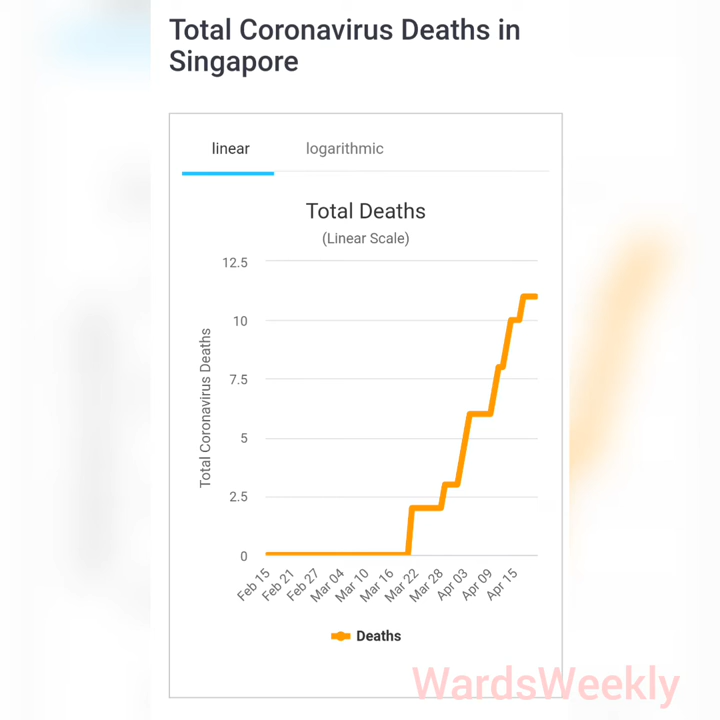 Total Coronavirus Deaths in
Singapore
linear
logarithmic
Total Deaths
(Linear Scale)
Total Coronavirus Deaths
12.5
10
7.5
5
2.5
0
Feb 15
Feb 21
Feb 27
Mar 04
Mar 10
Mar 16
Mar 22
Mar 28
Apr 03
Apr 09
Apr 15
Deaths
WardsWeekly